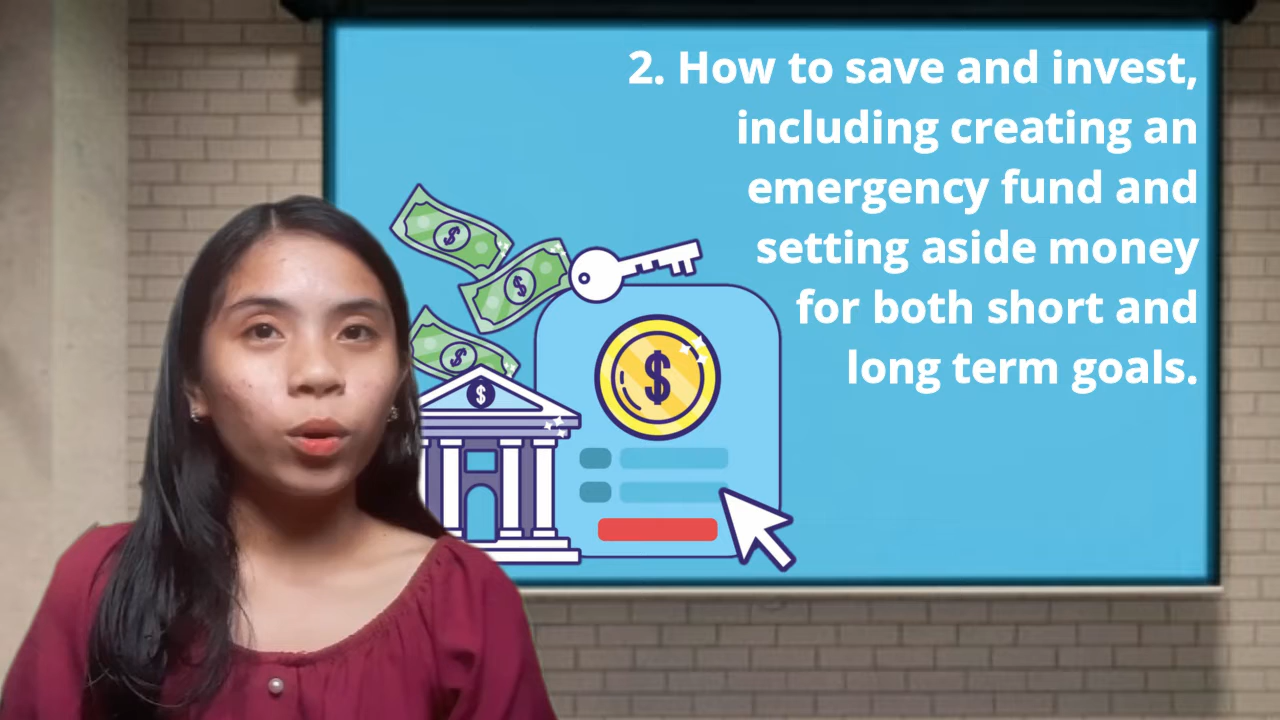 2. How to save and invest,
including creating an
emergency fund and
setting aside money
for both short and
long term goals.
$
$
$
$
$